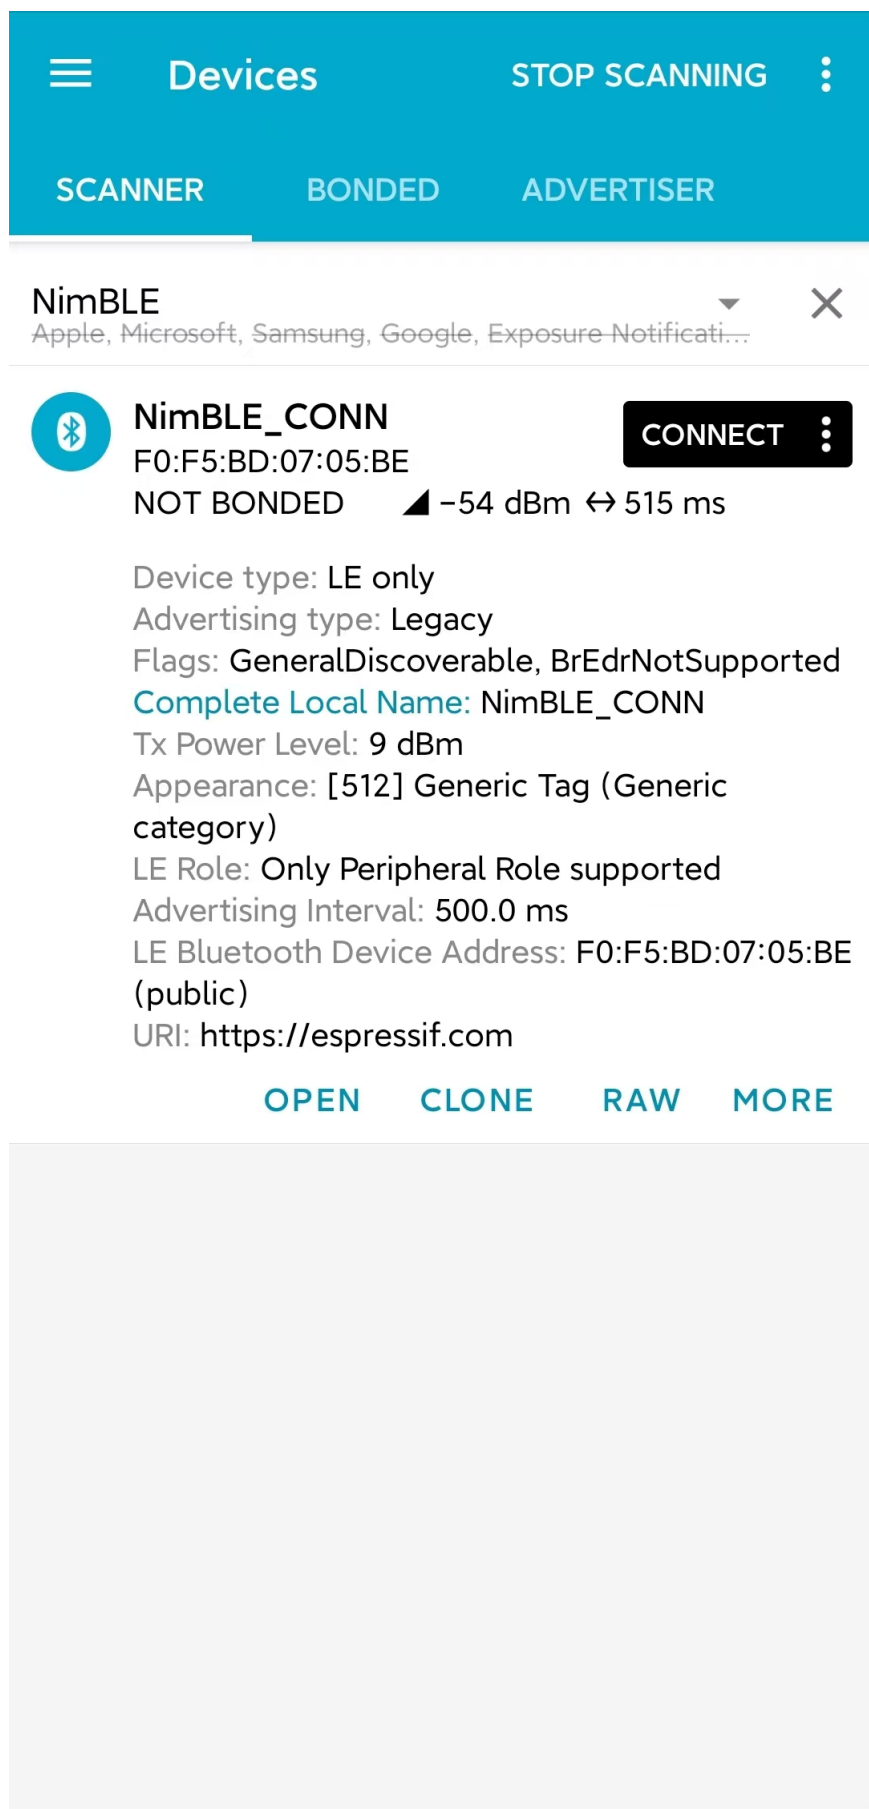 Devices STOP SCANNING
SCANNER BONDED ADVERTISER
NimBLE
Apple, Microsoft, Samsung, Google, Exposure Notificati...
NimBLE_CONN
CONNECT
F0:F5:BD:07:05:BE
NOT BONDED -54 dBm ↔ 515 ms
Device type: LE only
Advertising type: Legacy
Flags: GeneralDiscoverable, BrEdrNotSupported
Complete Local Name: NimBLE_CONN
Tx Power Level: 9 dBm
Appearance: [512] Generic Tag (Generic
category)
LE Role: Only Peripheral Role supported
Advertising Interval: 500.0 ms
LE Bluetooth Device Address: F0:F5:BD:07:05:BE
(public)
URI: https://espressif.com
OPEN CLONE RAW MORE